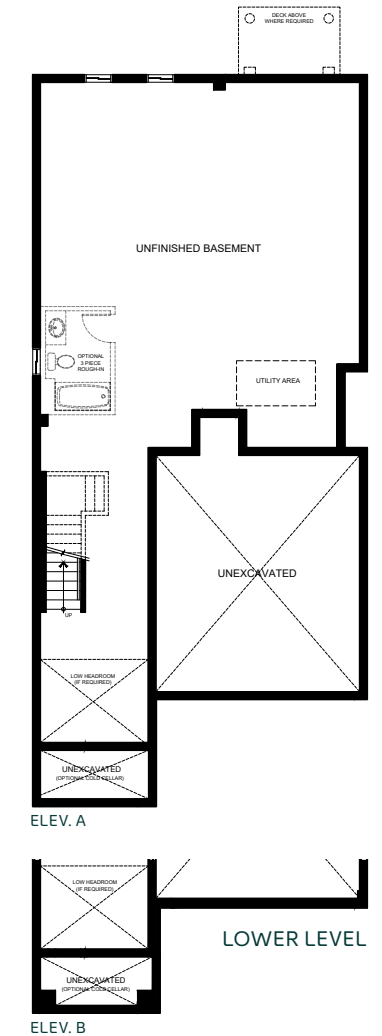 DECK ABOVE
WHERE REQUIRED
UNFINISHED BASEMENT
OPTIONAL
3 PIECE
ROUGH-IN
UTILITY AREA
UNEXCAVATED
UP
LOW HEADROOM
(IF REQUIRED)
UNEXCAVATED
(OPTIONAL COLD CELLAR)
ELEV. A
LOW HEADROOM
(IF REQUIRED)
LOWER LEVEL
UNEXCAVATED
(OPTIONAL COLD CELLAR)
ELEV. B